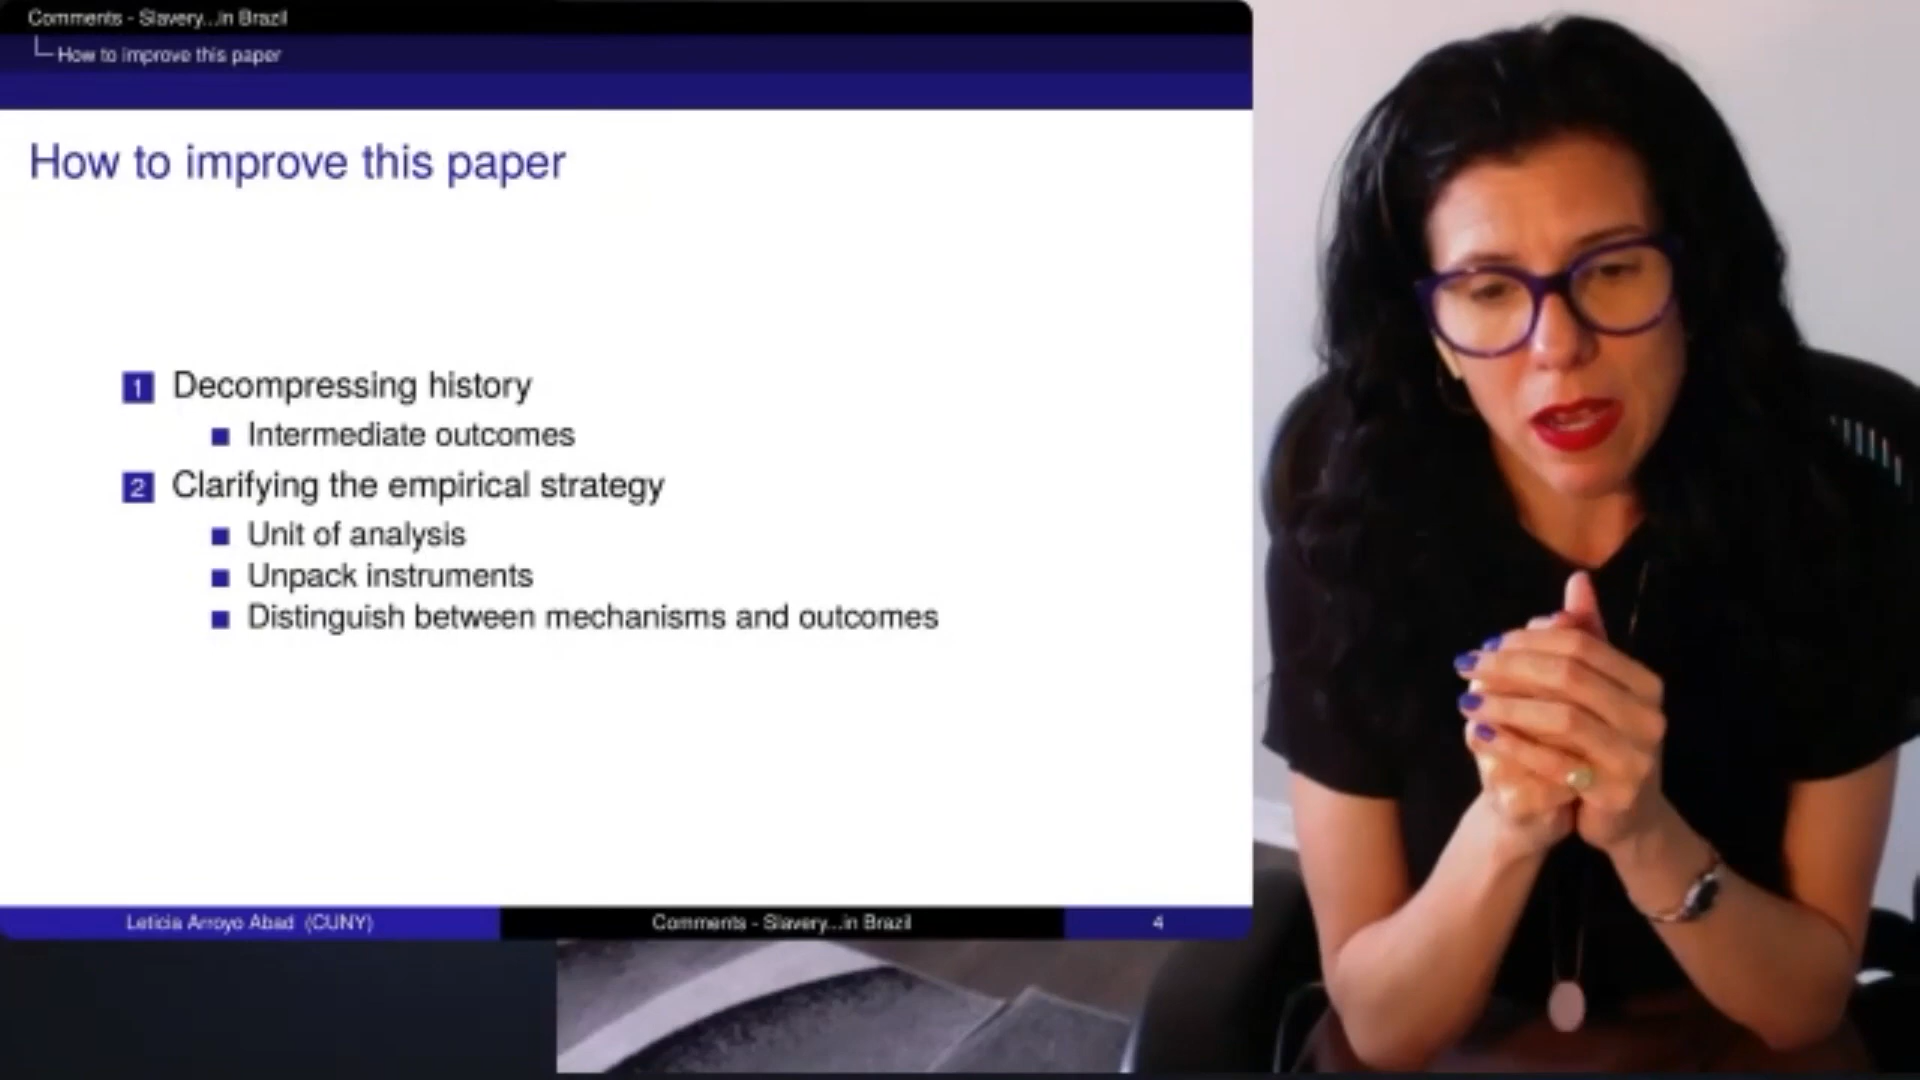 Comments - Slavery...in Brazil
How to improve this paper
How to improve this paper
1 Decompressing history
Intermediate outcomes
2 Clarifying the empirical strategy
Unit of analysis
Unpack instruments
Distinguish between mechanisms and outcomes
Leticia Arroyo Abad (CUNY) Comments - Slavery...in Brazil 4